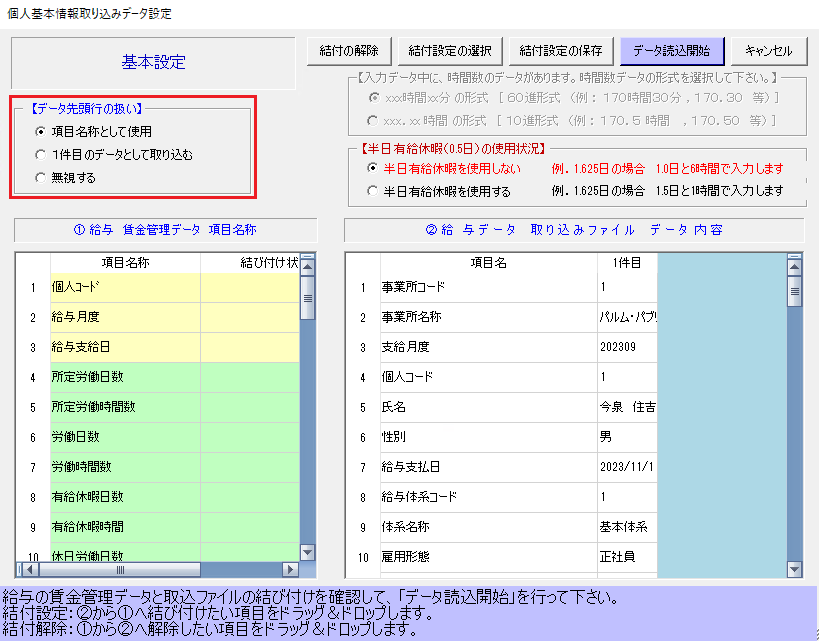 個人基本情報取り込みデータ設定
基本設定
結付の解除 結付設定の選択 結付設定の保存 データ読込開始 キャンセル
【入力データ中に、時間数のデータがあります。時間数データの形式を選択して下さい。】
xxx時間xx分 の形式 [ 60進形式 (例： 170時間30分 , 170.30 等) ]
xxx.xx 時間 の形式 [ 10進形式 (例： 170.5 時間 , 170.50 等) ]
【データ先頭行の扱い】
項目名称として使用
1件目のデータとして取り込む
無視する
【半日有給休暇(0.5日)の使用状況】
半日有給休暇を使用しない 例．1.625日の場合 1.0日と6時間で入力します
半日有給休暇を使用する 例．1.625日の場合 1.5日と1時間で入力します
①給与 賃金管理データ 項目名称
項目名称 結び付け状
1 個人コード
2 給与月度
3 給与支給日
4 所定労働日数
5 所定労働時間数
6 労働日数
7 労働時間数
8 有給休暇日数
9 有給休暇時間
10 休日労働日数
②給 与データ 取り込みファイル データ内容
項目名 1件目
1 事業所コード 1
2 事業所名称 パルム・パブリ
3 支給月度 202309
4 個人コード 1
5 氏名 今泉 住吉
6 性別 男
7 給与支払日 2023/11/1
8 給与体系コード 1
9 体系名称 基本体系
10 雇用形態 正社員
給与の賃金管理データと取込ファイルの結び付けを確認して、「データ読込開始」を行って下さい。
結付設定：②から①へ結び付けたい項目をドラッグ＆ドロップします。
結付解除：①から②へ解除したい項目をドラッグ＆ドロップします。